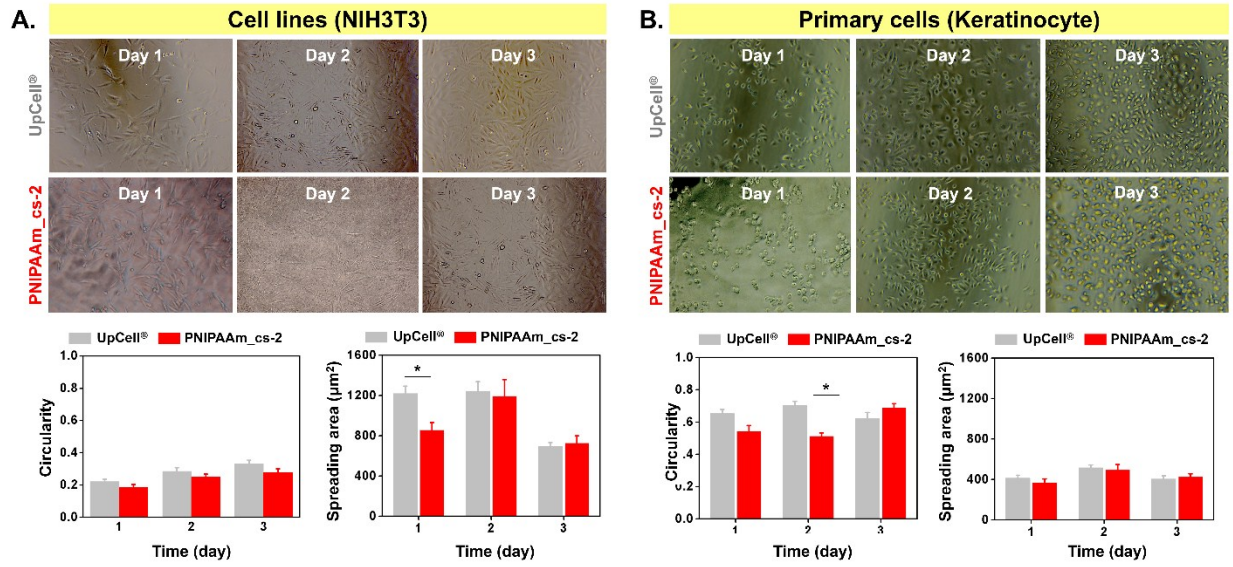 A.
Cell lines (NIH3T3)
UpCell®
Day 1
Day 2
Day 3
PNIPAAm_cs-2
Day 1
Day 2
Day 3
UpCell®
PNIPAAm_cs-2
Circularity
1.0
0.8
0.6
0.4
0.2
0.0
1
2
3
Time (day)
UpCell®
PNIPAAm_cs-2
Spreading area (μm²)
1600
1200
800
400
0
*
1
2
3
Time (day)
B.
Primary cells (Keratinocyte)
UpCell®
Day 1
Day 2
Day 3
PNIPAAm_cs-2
Day 1
Day 2
Day 3
UpCell®
PNIPAAm_cs-2
Circularity
1.0
0.8
0.6
0.4
0.2
0.0
*
1
2
3
Time (day)
UpCell®
PNIPAAm_cs-2
Spreading area (μm²)
1600
1200
800
400
0
1
2
3
Time (day)